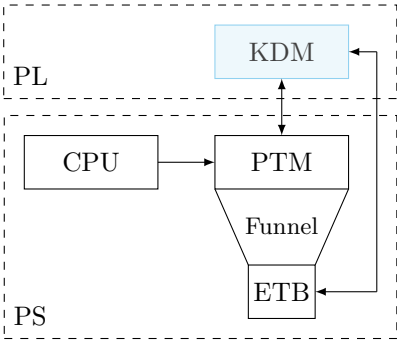 KDM
PL
CPU
PTM
Funnel
ETB
PS